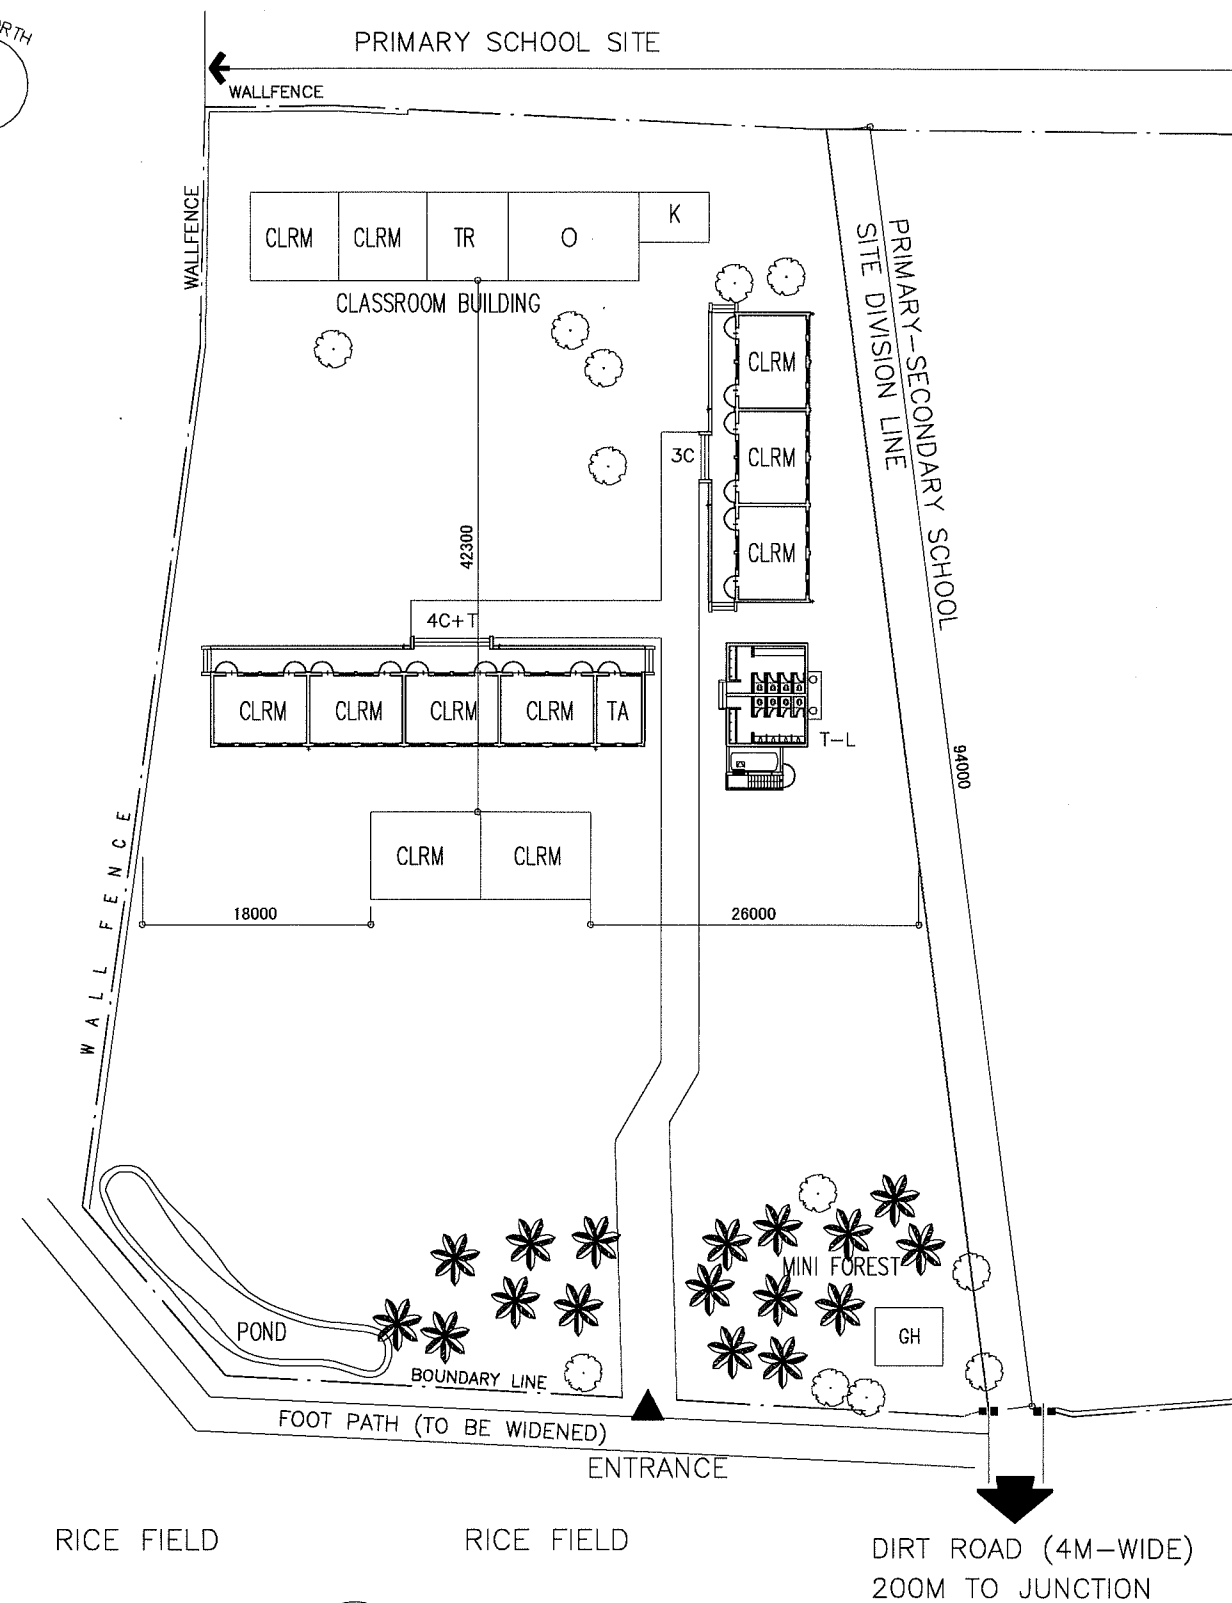 PRIMARY SCHOOL SITE
WALLFENCE
WALLFENCE
CLRM
CLRM
TR
O
K
CLASSROOM BUILDING
PRIMARY-SECONDARY SCHOOL
SITE DIVISION LINE
CLRM
3C
CLRM
CLRM
42300
4C+T
CLRM
CLRM
CLRM
CLRM
TA
T-L
94000
WALLFENCE
CLRM
CLRM
18000
26000
MINI FOREST
GH
POND
BOUNDARY LINE
FOOT PATH (TO BE WIDENED)
ENTRANCE
RICE FIELD
RICE FIELD
DIRT ROAD (4M-WIDE)
200M TO JUNCTION